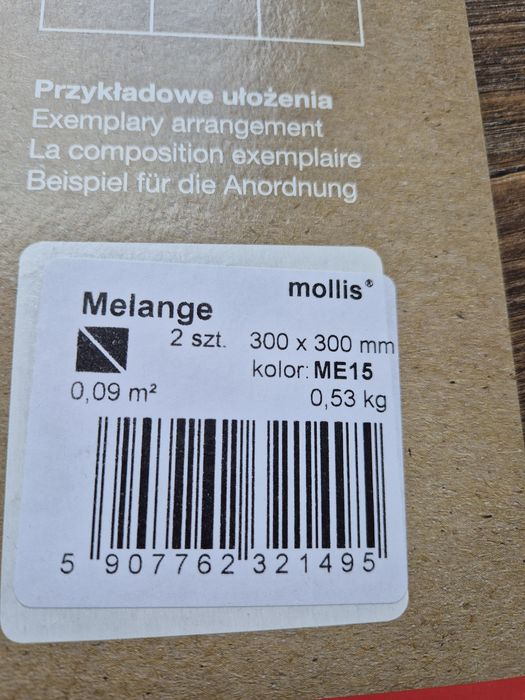 Przykładowe ułożenia
Exemplary arrangement
La composition exemplaire
Beispiel für die Anordnung
mollis®
Melange
2 szt. 300 x 300 mm
kolor: ME15
0,09 m² 0,53 kg
5 907762 321495